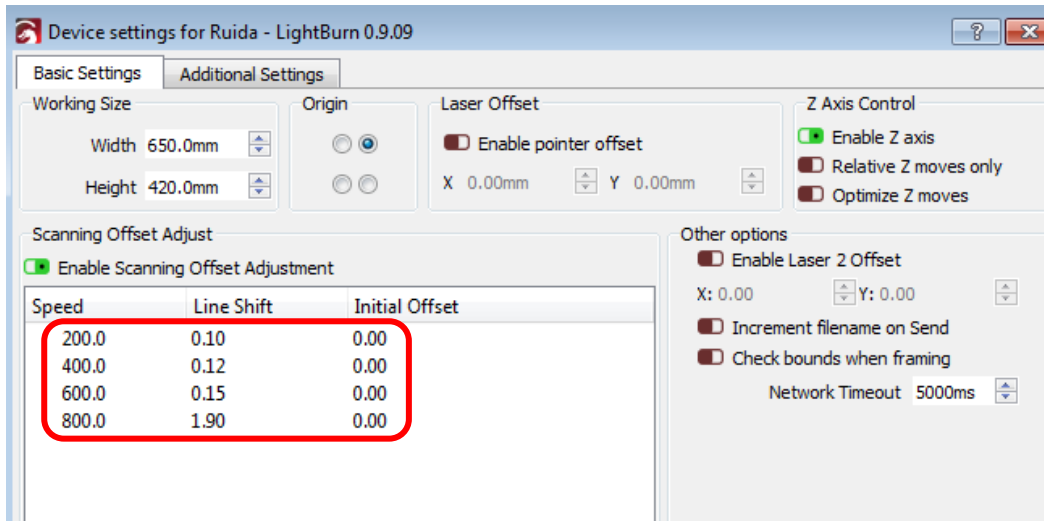 Device settings for Ruida - LightBurn 0.9.09
Basic Settings Additional Settings
Working Size
Width 650.0mm
Height 420.0mm
Origin
Laser Offset
Enable pointer offset
X 0.00mm Y 0.00mm
Z Axis Control
Enable Z axis
Relative Z moves only
Optimize Z moves
Scanning Offset Adjust
Enable Scanning Offset Adjustment
Speed Line Shift Initial Offset
200.0 0.10 0.00
400.0 0.12 0.00
600.0 0.15 0.00
800.0 1.90 0.00
Other options
Enable Laser 2 Offset
X: 0.00 Y: 0.00
Increment filename on Send
Check bounds when framing
Network Timeout 5000ms